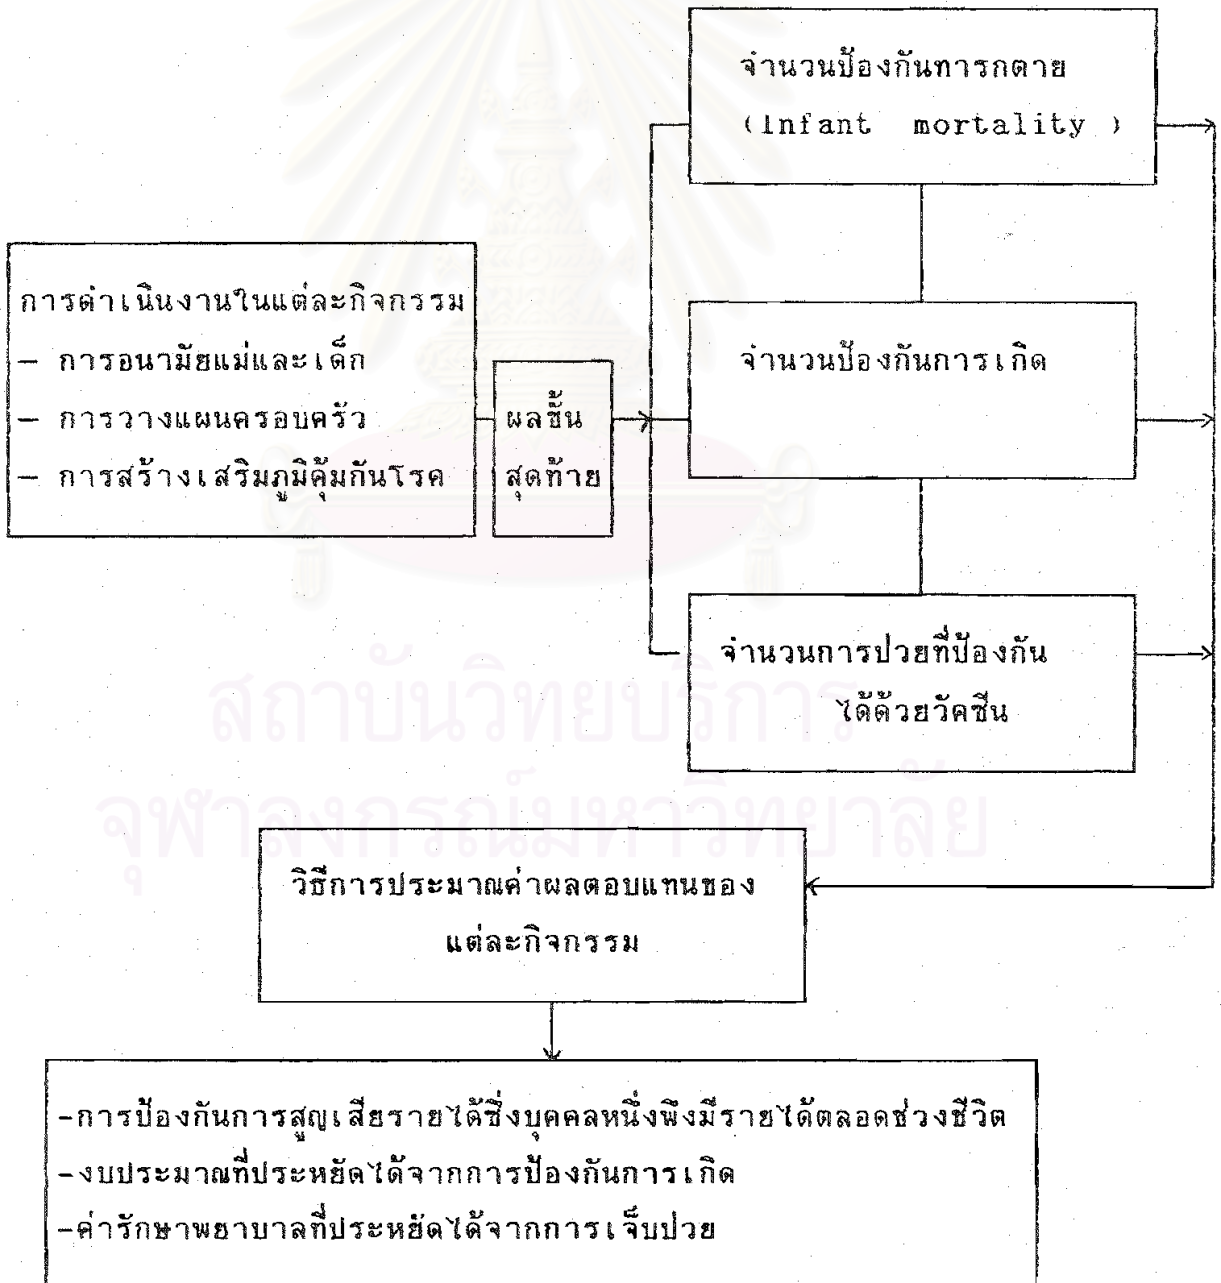 จำนวนป้องกันทารกตาย
(Infant mortality )
การดำเนินงานในแต่ละกิจกรรม
- การอนามัยแม่และเด็ก
- การวางแผนครอบครัว
- การสร้างเสริมภูมิคุ้มกันโรค
ผลขั้น
สุดท้าย
จำนวนป้องกันการเกิด
จำนวนการป่วยที่ป้องกัน
ได้ด้วยวัคซีน
สถาบันวิทยบริการ
จุฬาลงกรณ์มหาวิทยาลัย
วิธีการประมาณค่าผลตอบแทนของ
แต่ละกิจกรรม
-การป้องกันการสูญเสียรายได้ซึ่งบุคคลหนึ่งพึงมีรายได้ตลอดช่วงชีวิต
-งบประมาณที่ประหยัดได้จากการป้องกันการเกิด
-ค่ารักษาพยาบาลที่ประหยัดได้จากการเจ็บป่วย